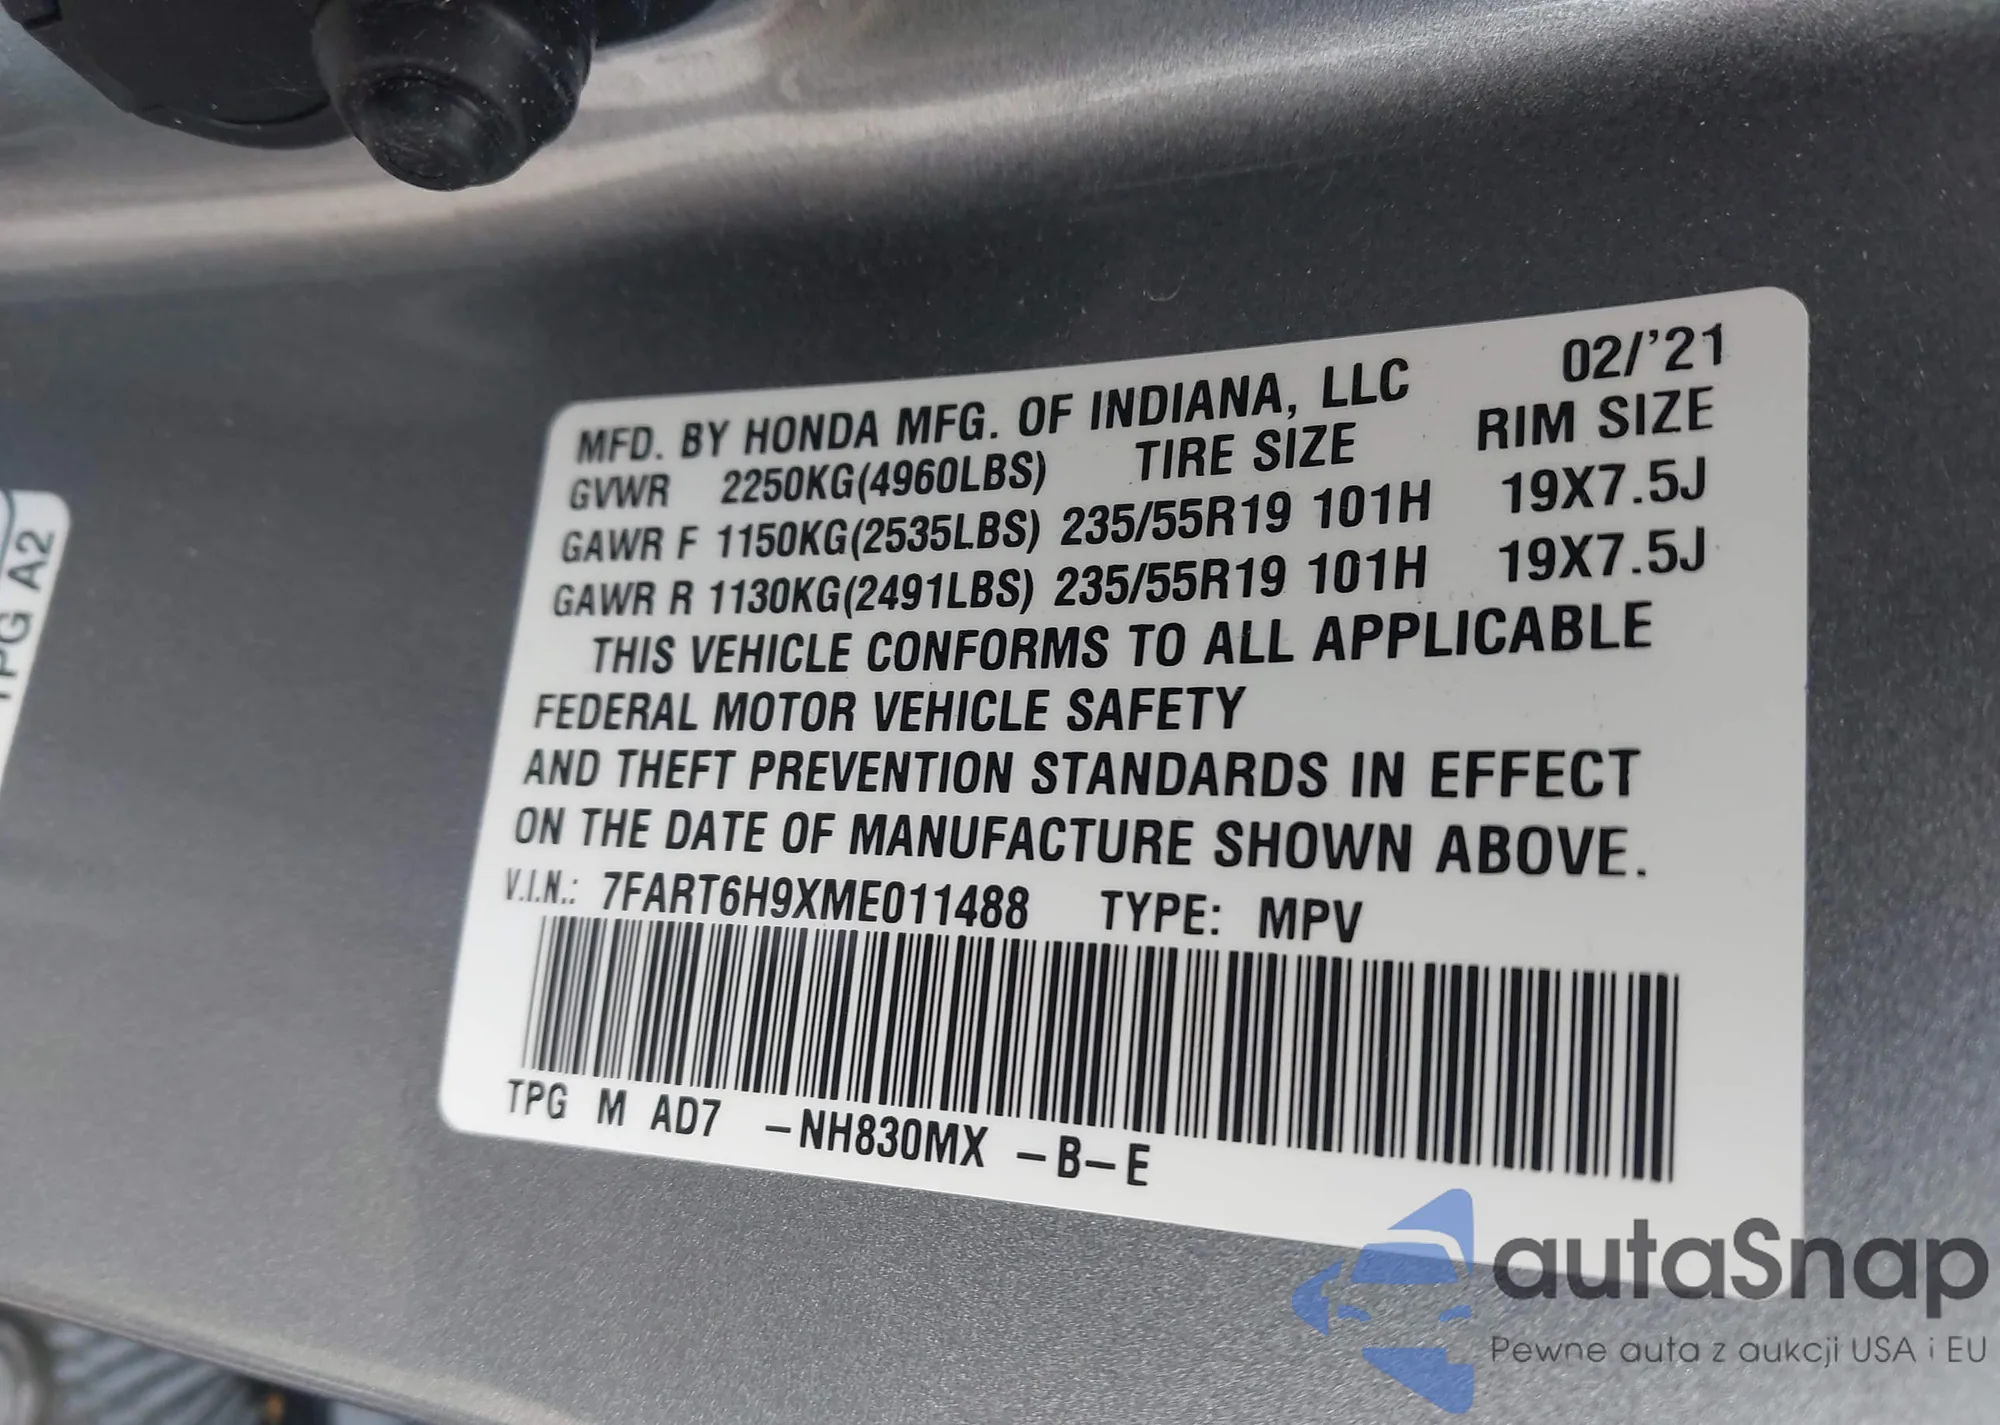 02/'21
MFD. BY HONDA MFG. OF INDIANA, LLC
GVWR 2250KG(4960LBS) TIRE SIZE RIM SIZE
GAWR F 1150KG(2535LBS) 235/55R19 101H 19X7.5J
GAWR R 1130KG(2491LBS) 235/55R19 101H 19X7.5J
THIS VEHICLE CONFORMS TO ALL APPLICABLE
FEDERAL MOTOR VEHICLE SAFETY
AND THEFT PREVENTION STANDARDS IN EFFECT
ON THE DATE OF MANUFACTURE SHOWN ABOVE.
V.I.N.: 7FART6H9XME011488 TYPE: MPV
TPG M AD7 -NH830MX -B-E
TPG A2
autaSnap
Pewne auta z aukcji USA i EU